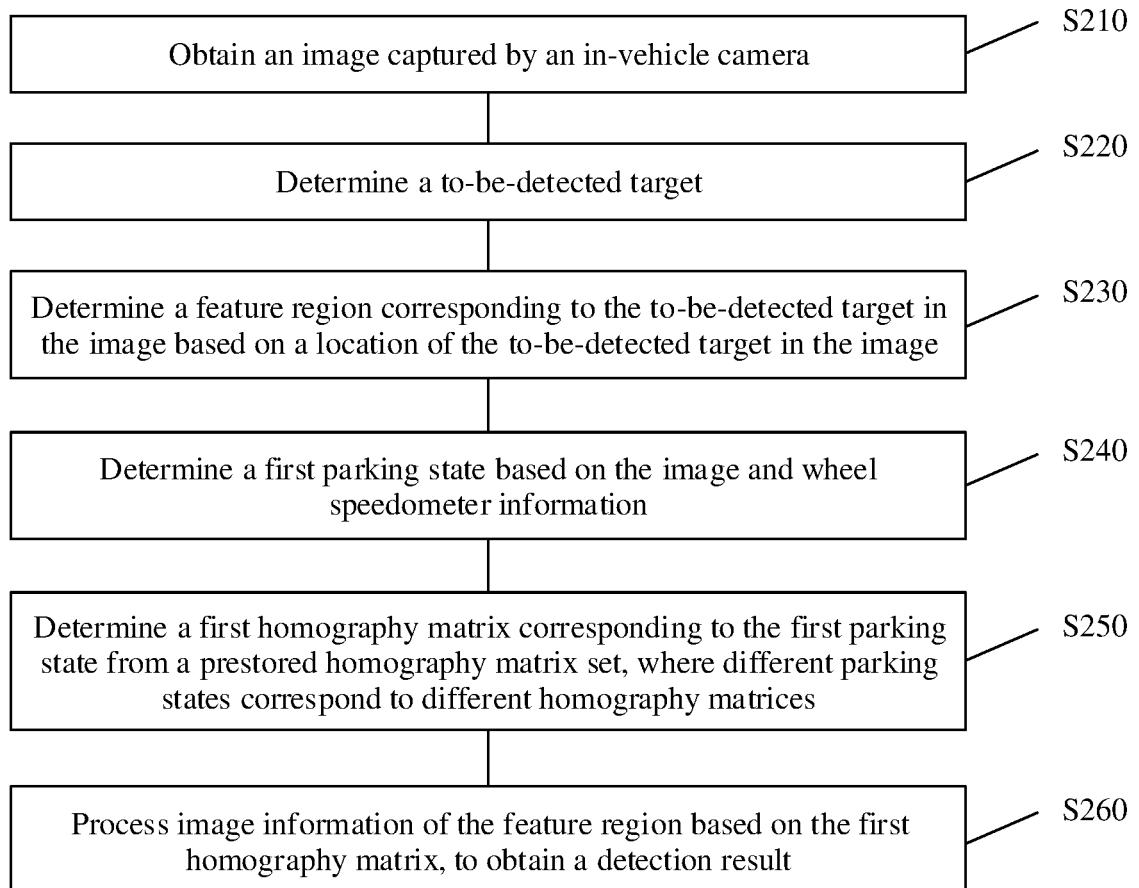 S210
Obtain an image captured by an in-vehicle camera
S220
Determine a to-be-detected target
S230
Determine a feature region corresponding to the to-be-detected target in
the image based on a location of the to-be-detected target in the image
S240
Determine a first parking state based on the image and wheel
speedometer information
S250
Determine a first homography matrix corresponding to the first parking
state from a prestored homography matrix set, where different parking
states correspond to different homography matrices
S260
Process image information of the feature region based on the first
homography matrix, to obtain a detection result